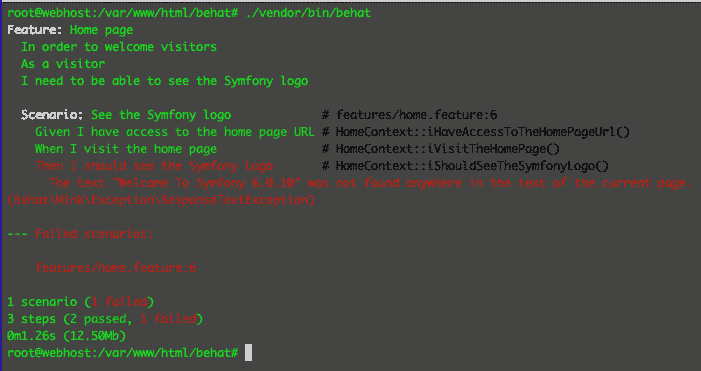 root@webhost:/var/www/html/behat# ./vendor/bin/behat
Feature: Home page
In order to welcome visitors
As a visitor
I need to be able to see the Symfony logo
Scenario: See the Symfony logo # features/home.feature:6
Given I have access to the home page URL # HomeContext::iHaveAccessToTheHomePageUrl()
When I visit the home page # HomeContext::iVisitTheHomePage()
Then I should see the Symfony Logo # HomeContext::iShouldSeeTheSymfonyLogo()
The text "Welcome To Symfony 6.0.18" was not found anywhere in the text of the current page.
(Behat\Mink\Exception\ResponseTextException)
--- Failed scenarios:
features/home.feature:6
1 scenario (1 failed)
3 steps (2 passed, 1 failed)
0m1.26s (12.50Mb)
root@webhost:/var/www/html/behat#